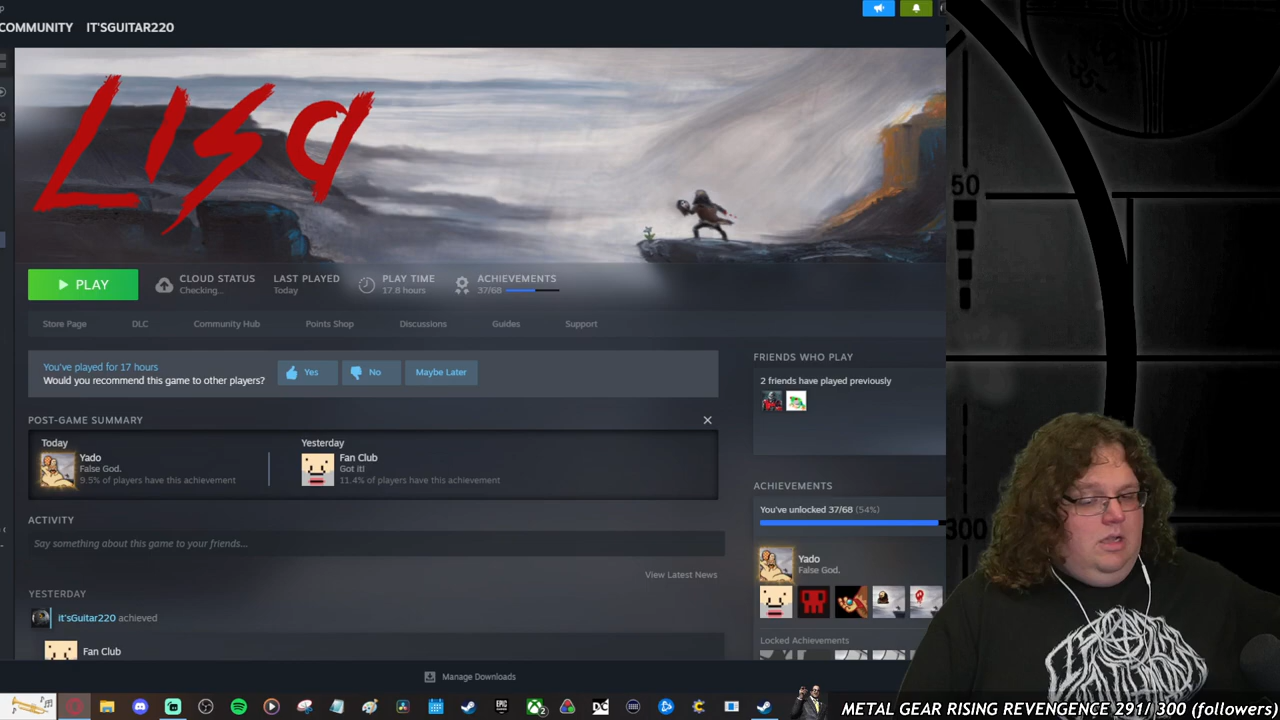 COMMUNITY IT'SGUITAR220
LISA
PLAY
CLOUD STATUS
Checking...
LAST PLAYED
Today
PLAY TIME
17.8 hours
ACHIEVEMENTS
37/68
Store Page DLC Community Hub Points Shop Discussions Guides Support
You've played for 17 hours
Would you recommend this game to other players?
Yes No Maybe Later
POST-GAME SUMMARY
Today
Yado
False God.
9.5% of players have this achievement
Yesterday
Fan Club
Got it!
11.4% of players have this achievement
ACTIVITY
Say something about this game to your friends...
View Latest News
YESTERDAY
it'sGuitar220 achieved
Fan Club
FRIENDS WHO PLAY
2 friends have played previously
ACHIEVEMENTS
You've unlocked 37/68 (54%)
Yado
False God.
Locked Achievements
Manage Downloads
50
300
METAL GEAR RISING REVENGENCE 291/ 300 (followers)